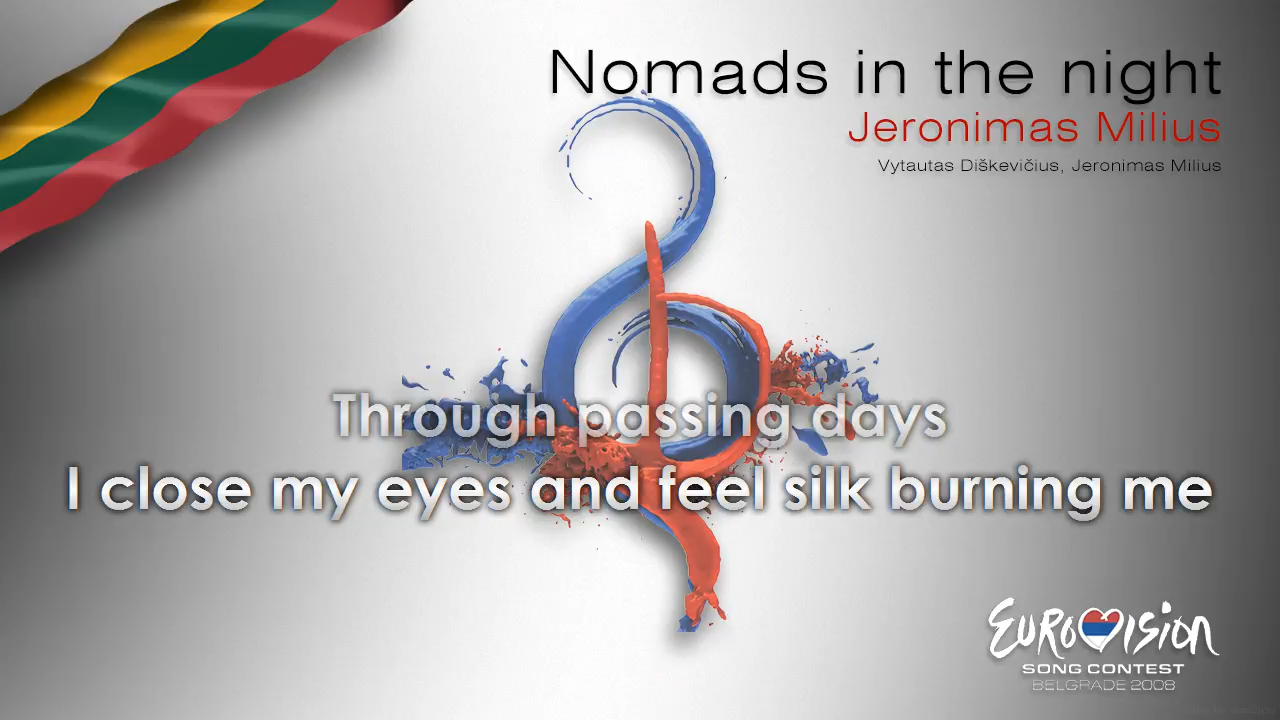 Nomads in the night
Jeronimas Milius
Vytautas Diškevičius, Jeronimas Milius
Through passing days
I close my eyes and feel silk burning me
EUROVISION
SONG CONTEST
BELGRADE 2008